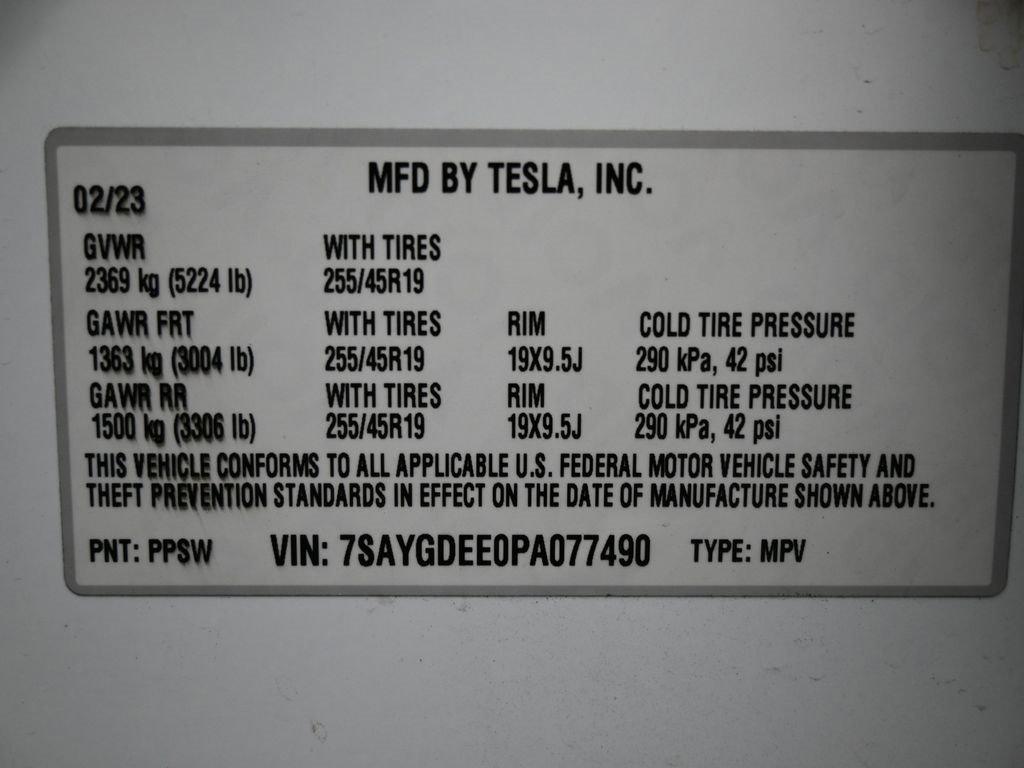 MFD BY TESLA, INC.
02/23
GVWR WITH TIRES
2369 kg (5224 lb) 255/45R19
GAWR FRT WITH TIRES RIM COLD TIRE PRESSURE
1363 kg (3004 lb) 255/45R19 19X9.5J 290 kPa, 42 psi
GAWR RR WITH TIRES RIM COLD TIRE PRESSURE
1500 kg (3306 lb) 255/45R19 19X9.5J 290 kPa, 42 psi
THIS VEHICLE CONFORMS TO ALL APPLICABLE U.S. FEDERAL MOTOR VEHICLE SAFETY AND
THEFT PREVENTION STANDARDS IN EFFECT ON THE DATE OF MANUFACTURE SHOWN ABOVE.
PNT: PPSW VIN: 7SAYGDEE0PA077490 TYPE: MPV